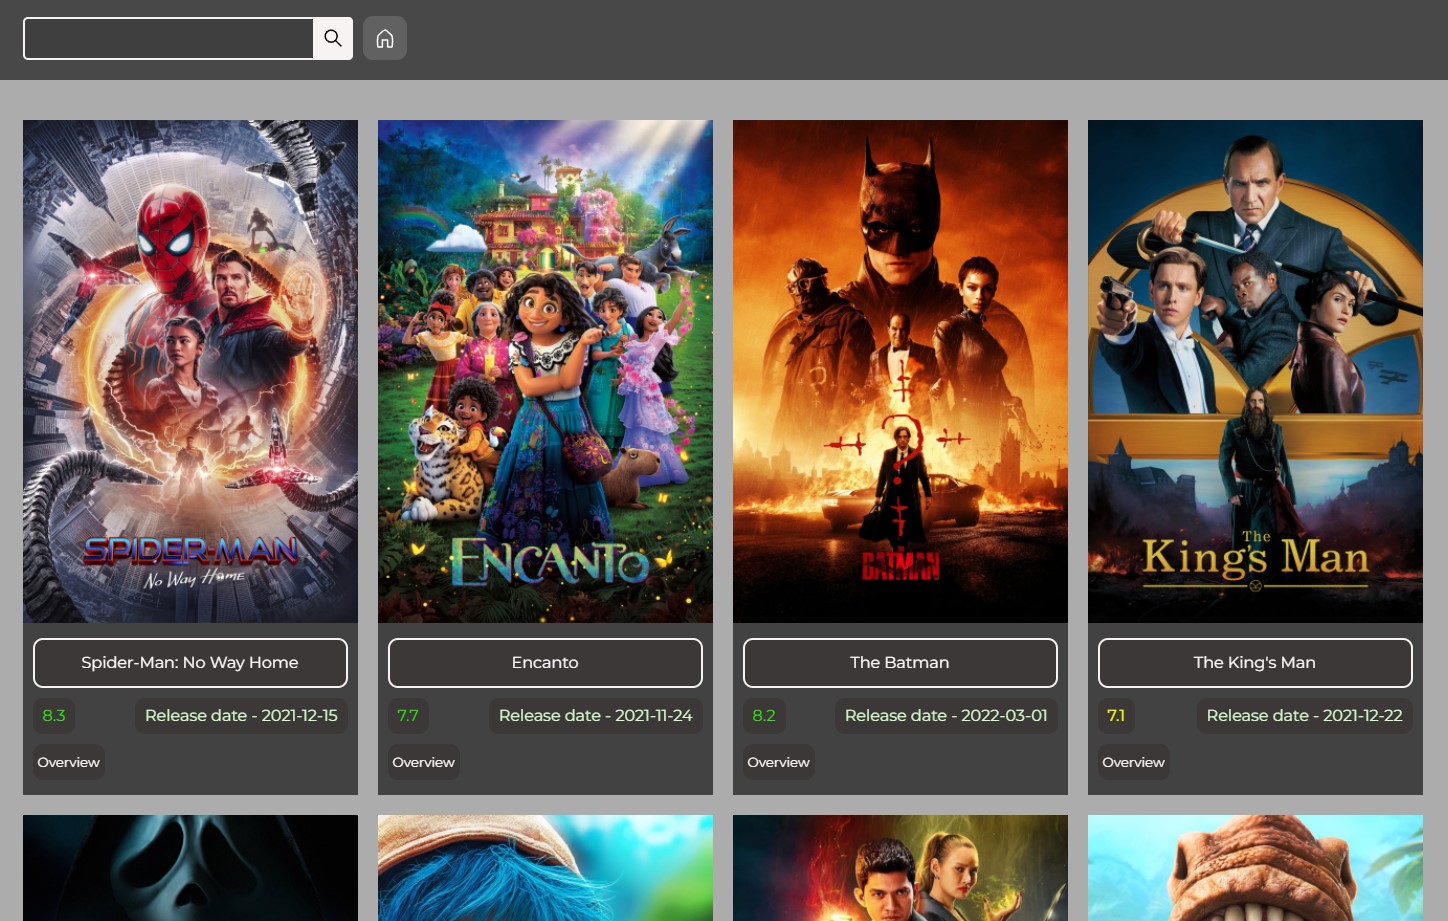 SPIDER-MAN
No Way Home
ENCANTO
THE
BATMAN
The
King's Man
Spider-Man: No Way Home
Encanto
The Batman
The King's Man
8.3
Release date - 2021-12-15
7.7
Release date - 2021-11-24
8.2
Release date - 2022-03-01
7.1
Release date - 2021-12-22
Overview
Overview
Overview
Overview